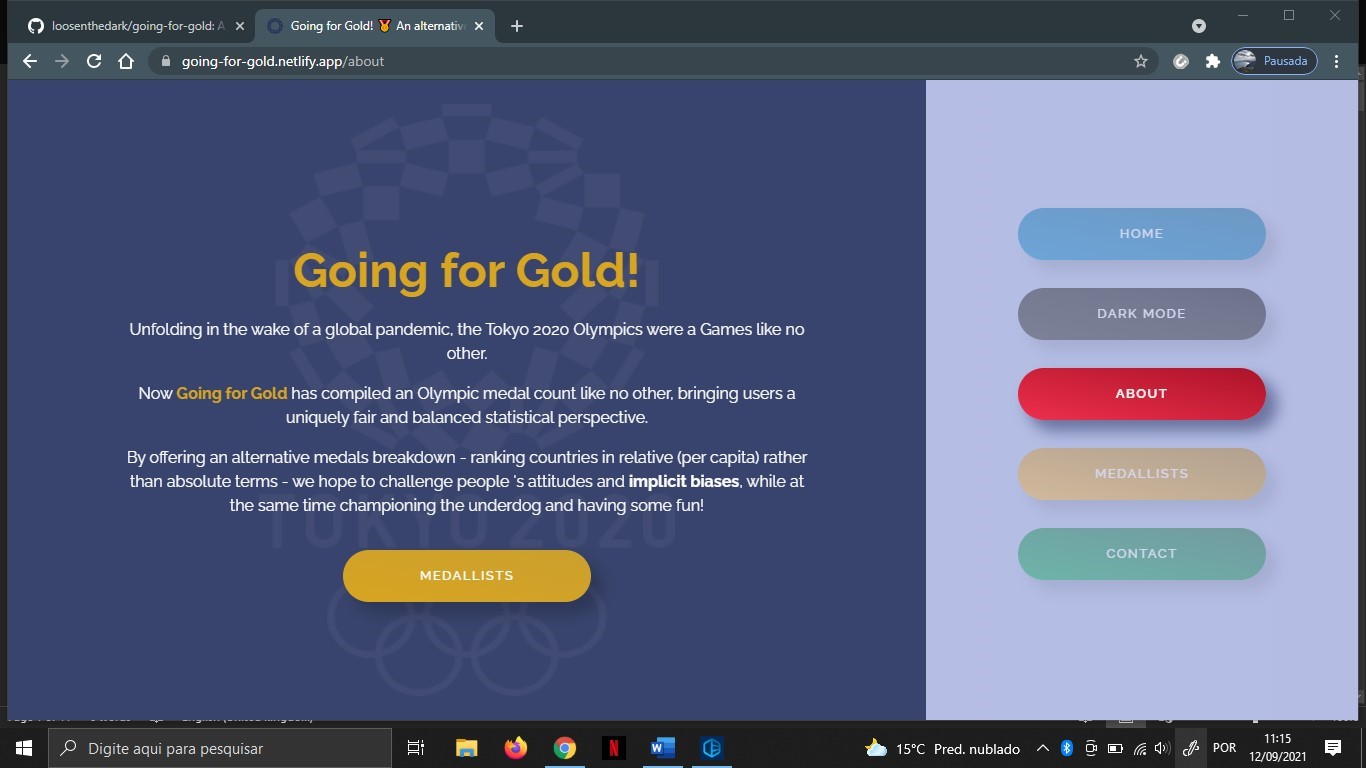 loosenthedark/going-for-gold: A
Going for Gold! 🏅 An alternativ
going-for-gold.netlify.app/about
Pausada
Going for Gold!
Unfolding in the wake of a global pandemic, the Tokyo 2020 Olympics were a Games like no
other.
Now Going for Gold has compiled an Olympic medal count like no other, bringing users a
uniquely fair and balanced statistical perspective.
By offering an alternative medals breakdown - ranking countries in relative (per capita) rather
than absolute terms - we hope to challenge people 's attitudes and implicit biases, while at
the same time championing the underdog and having some fun!
TOKYO 2020
MEDALLISTS
HOME
DARK MODE
ABOUT
MEDALLISTS
CONTACT
English (United Kingdom)
Digite aqui para pesquisar
N
W
15°C Pred. nublado
POR
11:15
12/09/2021